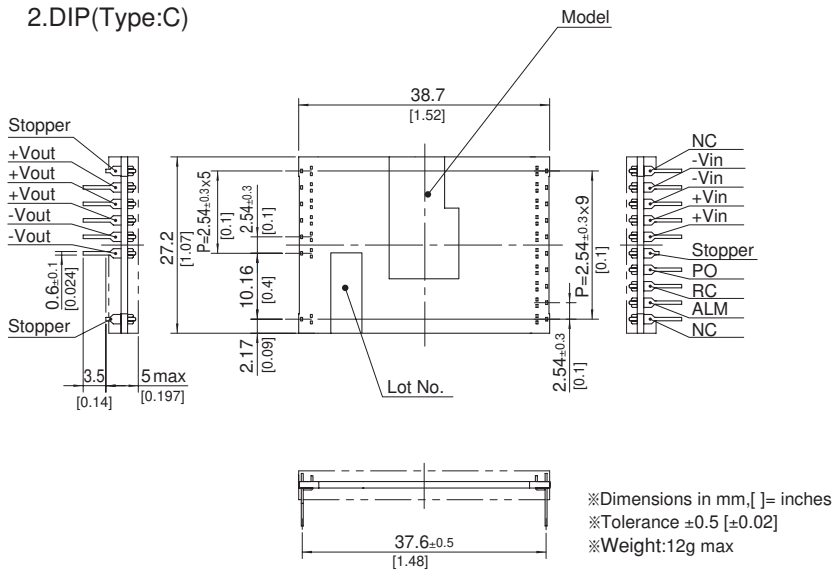 2.DIP(Type:C)
Model
38.7
[1.52]
Stopper
+Vout
+Vout
+Vout
-Vout
-Vout
0.6±0.1
[0.024]
Stopper
3.5
[0.14]
5 max
[0.197]
27.2
[1.07]
P=2.54±0.3x5
[0.1]
2.54±0.3
[0.1]
10.16
[0.4]
2.17
[0.09]
Lot No.
P=2.54±0.3×9
[0.1]
2.54±0.3
[0.1]
NC
-Vin
-Vin
+Vin
+Vin
Stopper
PO
RC
ALM
NC
37.6±0.5
[1.48]
※Dimensions in mm,[ ]= inches
※Tolerance ±0.5 [±0.02]
※Weight:12g max